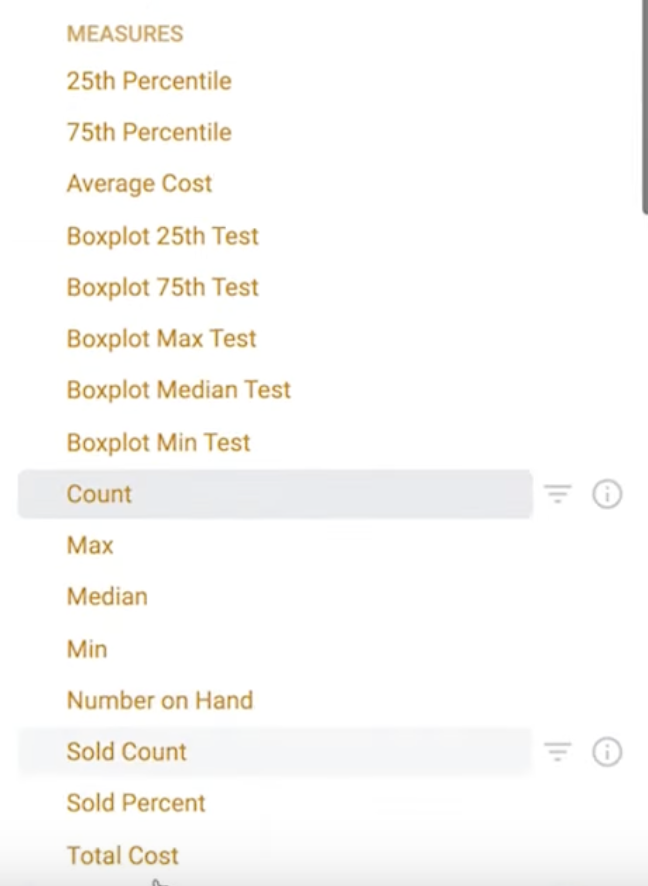 MEASURES
25th Percentile
75th Percentile
Average Cost
Boxplot 25th Test
Boxplot 75th Test
Boxplot Max Test
Boxplot Median Test
Boxplot Min Test
Count
Max
Median
Min
Number on Hand
Sold Count
Sold Percent
Total Cost